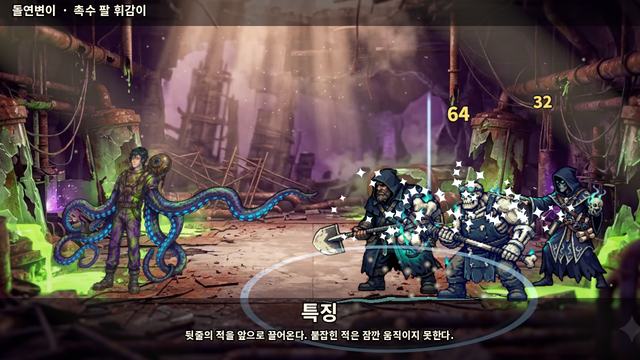 돌연변이 · 촉수 팔 휘감이
32
64
특징
뒷줄의 적을 앞으로 끌어온다. 붙잡힌 적은 잠깐 움직이지 못한다.